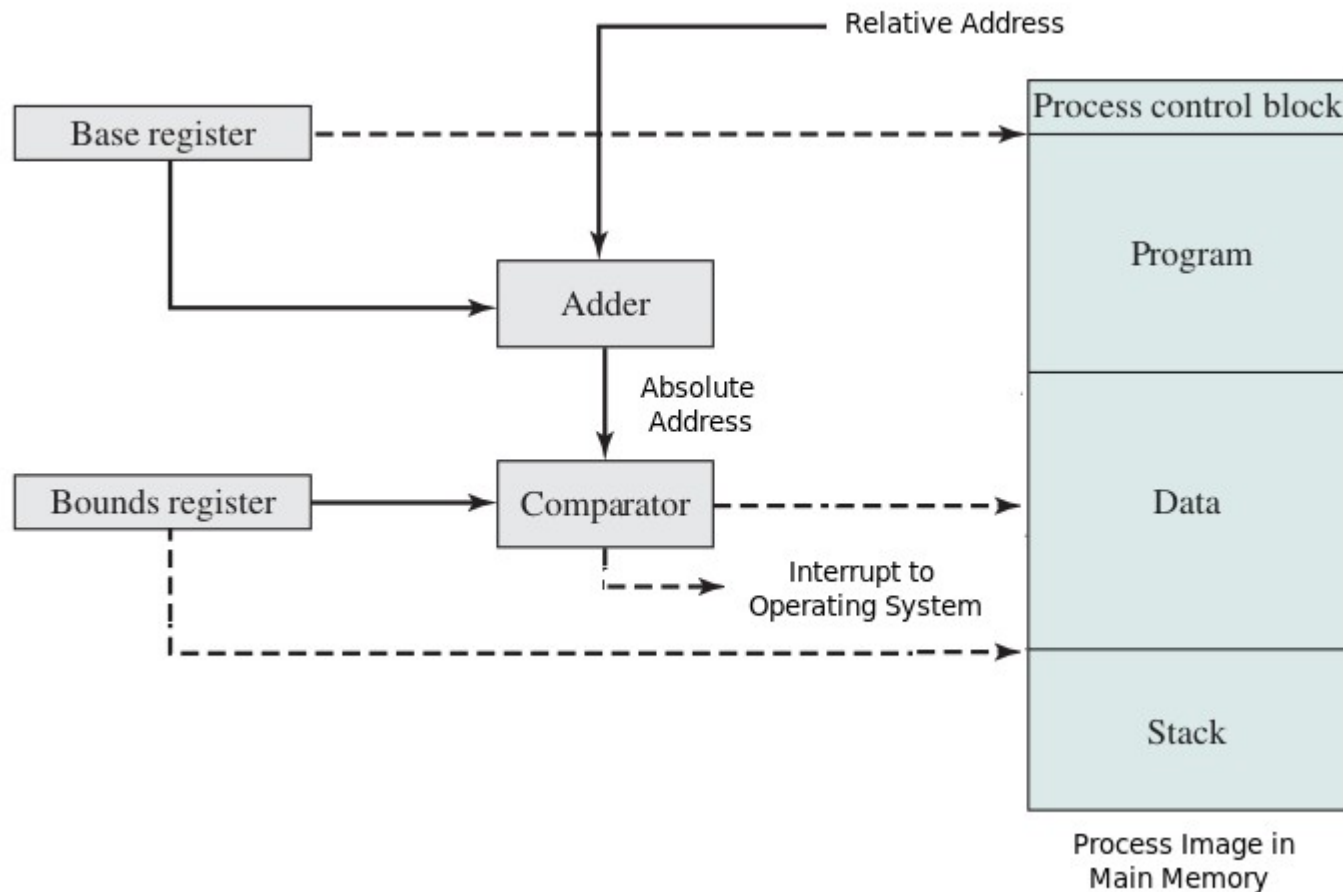 Relative Address
Process control block
Base register
Program
Adder
Absolute
Address
Bounds register
Comparator
Data
Interrupt to
Operating System
Stack
Process Image in
Main Memory